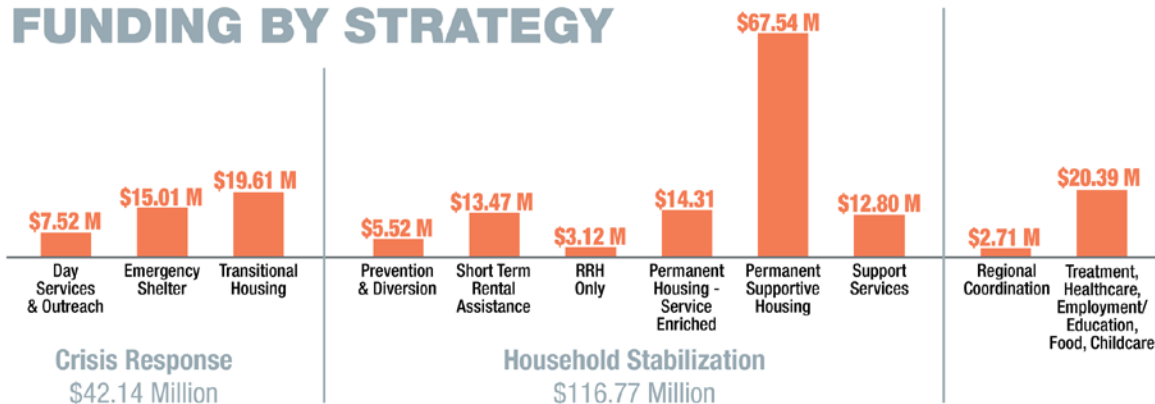 FUNDING BY STRATEGY
$7.52 M
$15.01 M
$19.61 M
$5.52 M
$13.47 M
$3.12 M
$14.31
$67.54 M
$12.80 M
$2.71 M
$20.39 M
Day
Services
& Outreach
Emergency
Shelter
Transitional
Housing
Prevention
& Diversion
Short Term
Rental
Assistance
RRH
Only
Permanent
Housing -
Service
Enriched
Permanent
Supportive
Housing
Support
Services
Regional
Coordination
Treatment,
Healthcare,
Employment/
Education,
Food, Childcare
Crisis Response
$42.14 Million
Household Stabilization
$116.77 Million